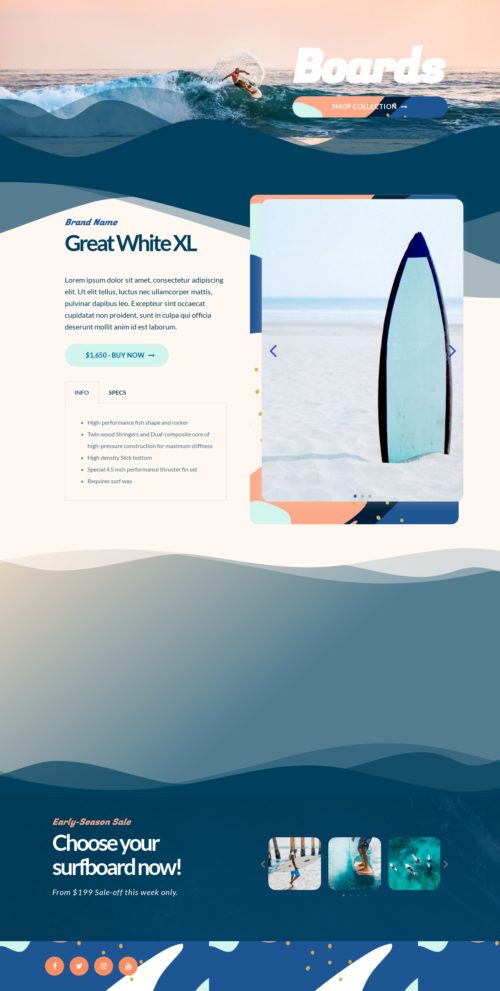 Boards
SHOP COLLECTION
Brand Name
Great White XL
Lorem ipsum dolor sit amet, consectetur adipiscing
elit. Ut elit tellus, luctus nec ullamcorper mattis,
pulvinar dapibus leo. Excepteur sint occaecat
cupidatat non proident, sunt in culpa qui officia
deserunt mollit anim id est laborum.
$1,650 - BUY NOW
INFO SPECS
High-performance fish shape and rocker
Twin wood Stringers and Dual-composite core of
high-pressure construction for maximum stiffness
High density Slick bottom
Special 4.5 inch performance thruster fin set
Requires surf wax
Early-Season Sale
Choose your
surfboard now!
From $199 Sale-off this week only.